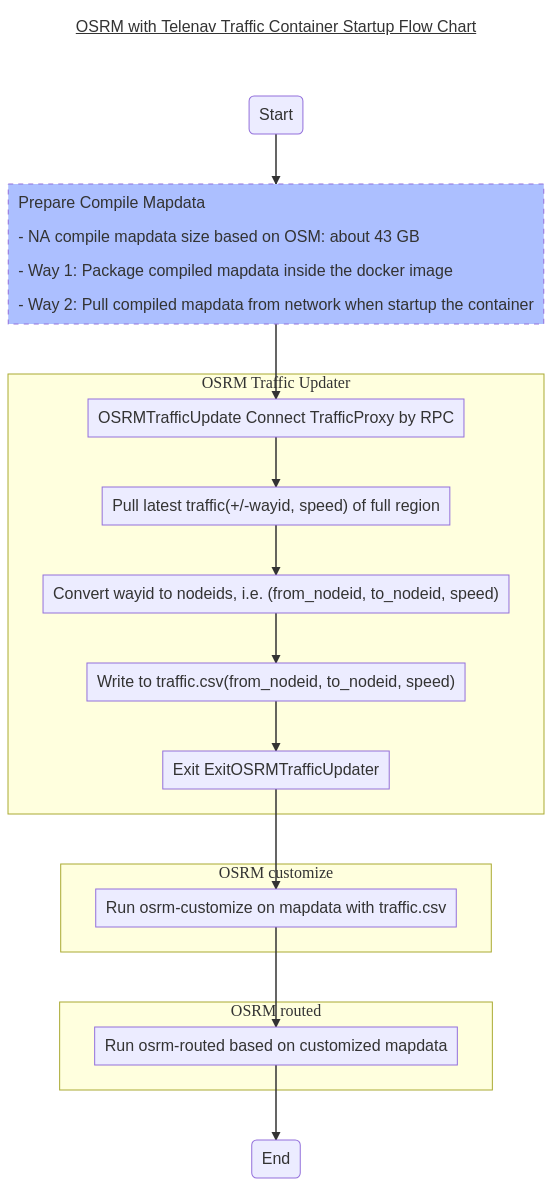 OSRM with Telenav Traffic Container Startup Flow Chart
Start
Prepare Compile Mapdata
- NA compile mapdata size based on OSM: about 43 GB
- Way 1: Package compiled mapdata inside the docker image
- Way 2: Pull compiled mapdata from network when startup the container
OSRM Traffic Updater
OSRMTrafficUpdate Connect TrafficProxy by RPC
Pull latest traffic(+/-wayid, speed) of full region
Convert wayid to nodeids, i.e. (from_nodeid, to_nodeid, speed)
Write to traffic.csv(from_nodeid, to_nodeid, speed)
Exit ExitOSRMTrafficUpdater
OSRM customize
Run osrm-customize on mapdata with traffic.csv
OSRM routed
Run osrm-routed based on customized mapdata
End